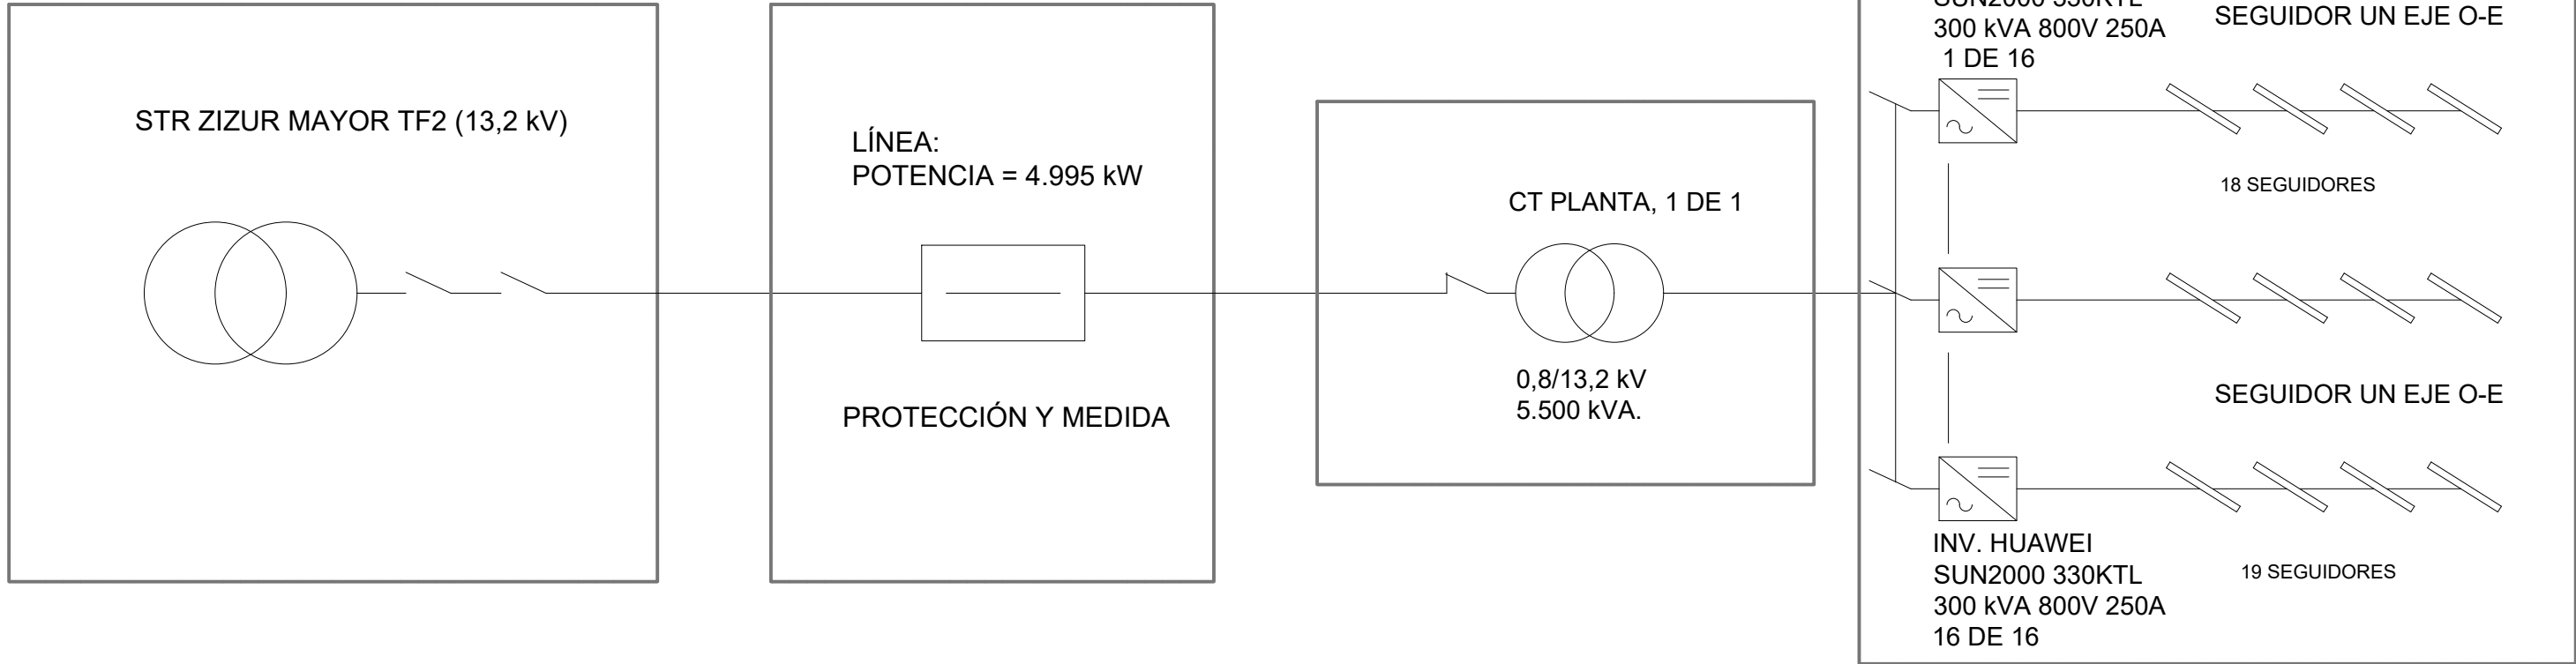 STR ZIZUR MAYOR TF2 (13,2 kV)
LÍNEA:
POTENCIA = 4.995 kW
PROTECCIÓN Y MEDIDA
CT PLANTA, 1 DE 1
0,8/13,2 kV
5.500 kVA.
SUN2000 330KTL
300 kVA 800V 250A
1 DE 16
SEGUIDOR UN EJE O-E
18 SEGUIDORES
SEGUIDOR UN EJE O-E
INV. HUAWEI
SUN2000 330KTL
300 kVA 800V 250A
16 DE 16
19 SEGUIDORES